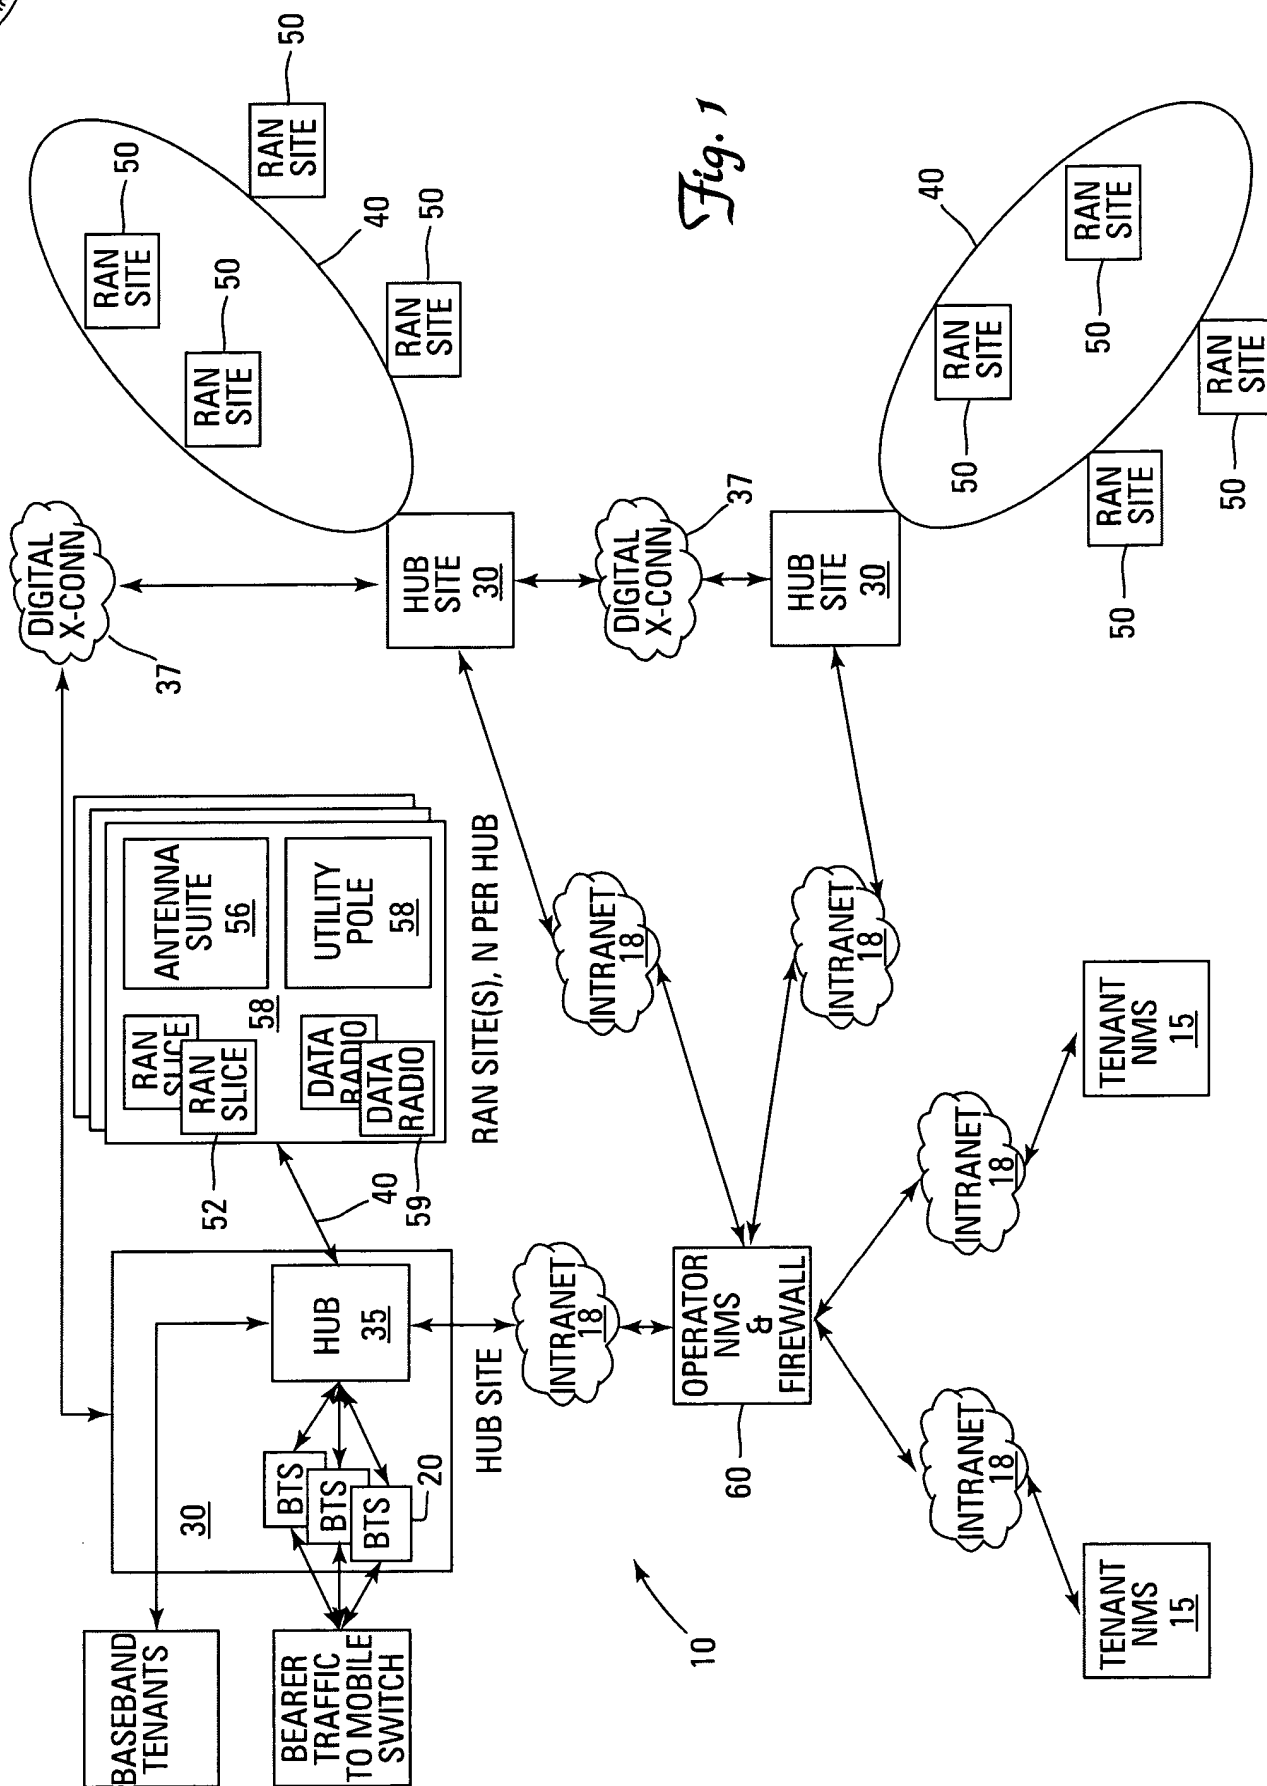 BASEBAND
TENANTS
BEARER
TRAFFIC
TO MOBILE
SWITCH
30
BTS
BTS
BTS
20
HUB
35
HUB SITE
40
RAN
SLICE
RAN
SLICE
52
58
ANTENNA
SUITE
56
UTILITY
POLE
58
DATA
RADIO
DATA
RADIO
59
RAN SITE(S), N PER HUB
DIGITAL
X-CONN
37
HUB
SITE
30
DIGITAL
X-CONN
37
HUB
SITE
30
40
RAN
SITE
50
RAN
SITE
50
RAN
SITE
50
RAN
SITE
50
40
RAN
SITE
50
RAN
SITE
50
RAN
SITE
50
RAN
SITE
50
INTRANET
18
INTRANET
18
INTRANET
18
OPERATOR
NMS
&
FIREWALL
60
INTRANET
18
INTRANET
18
TENANT
NMS
15
TENANT
NMS
15
10
Fig. 1